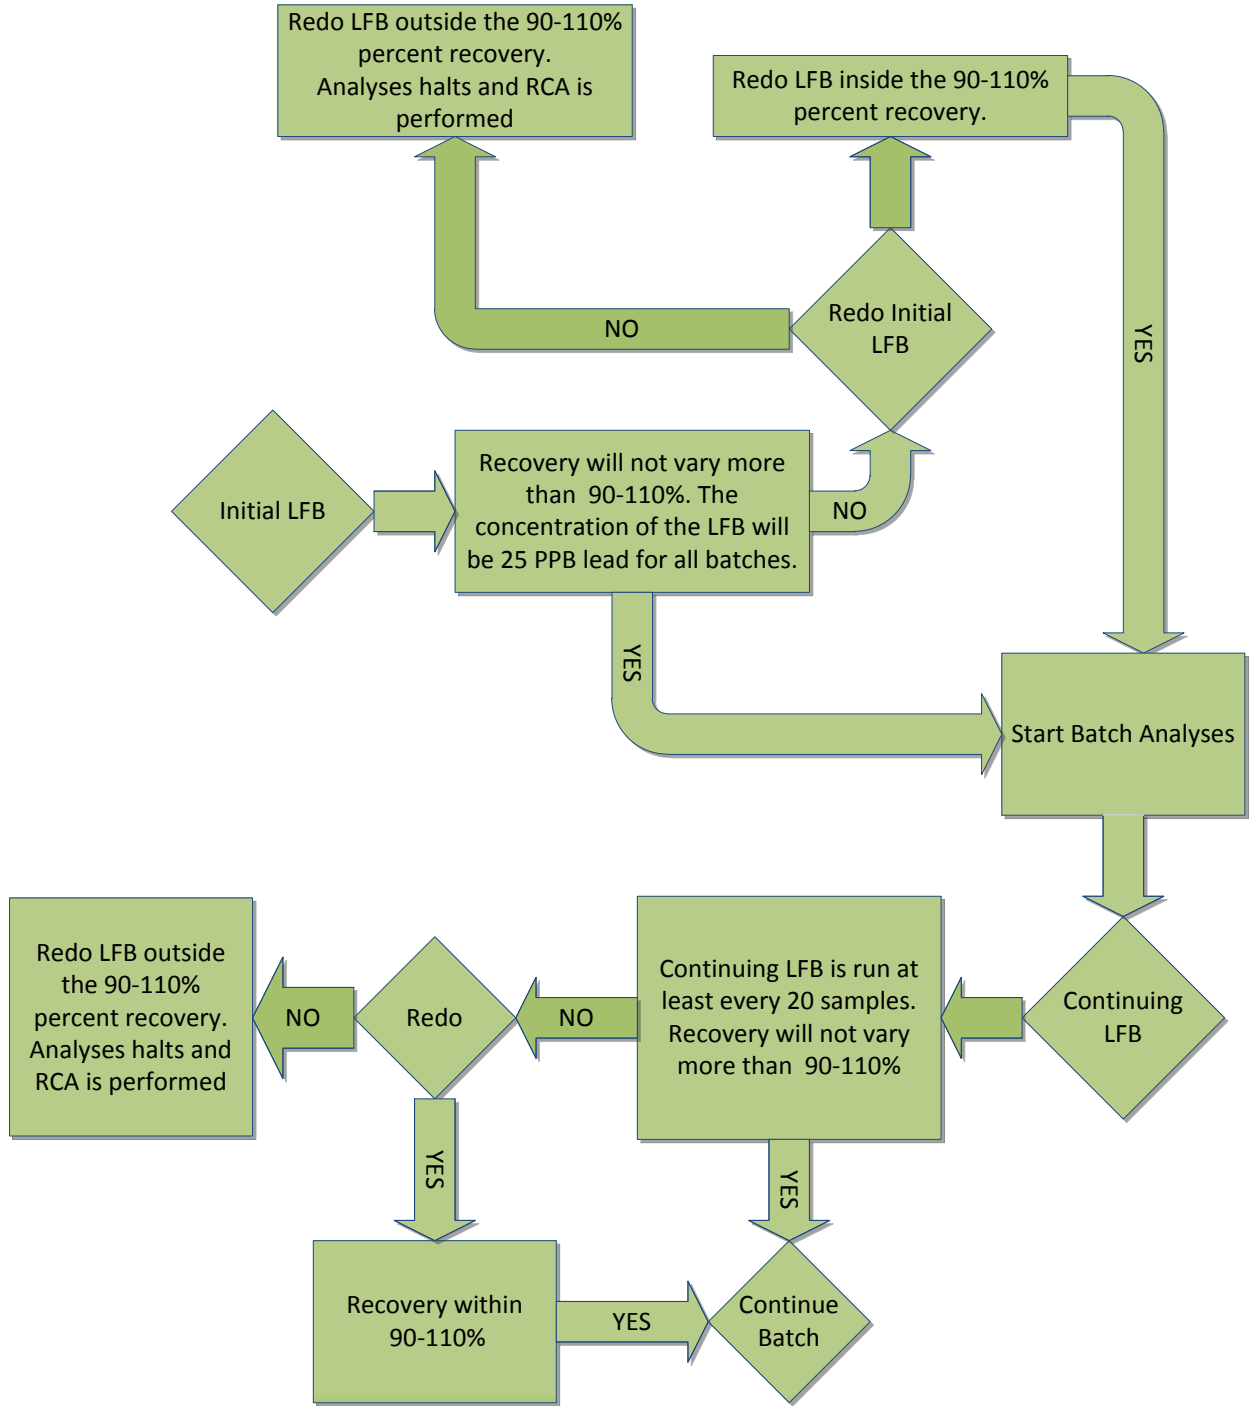 Redo LFB outside the 90-110%
percent recovery.
Analyses halts and RCA is
performed
Redo LFB inside the 90-110%
percent recovery.
NO
Redo Initial
LFB
YES
Initial LFB
Recovery will not vary more
than 90-110%. The
concentration of the LFB will
be 25 PPB lead for all batches.
NO
YES
Start Batch Analyses
Redo LFB outside
the 90-110%
percent recovery.
Analyses halts and
RCA is performed
NO
Redo
NO
Continuing LFB is run at
least every 20 samples.
Recovery will not vary
more than 90-110%
Continuing
LFB
YES
YES
Recovery within
90-110%
YES
Continue
Batch